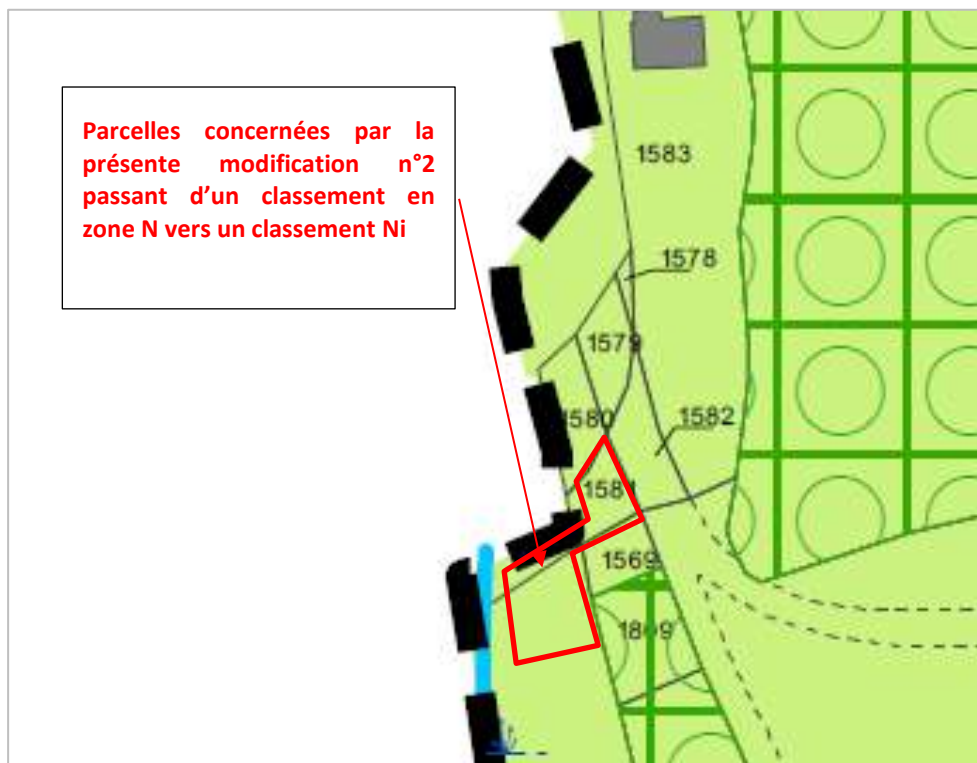 Parcelles concernées par la
présente modification n°2
passant d’un classement en
zone N vers un classement Ni
1583
1578
1579
1580
1582
1581
1569
1809